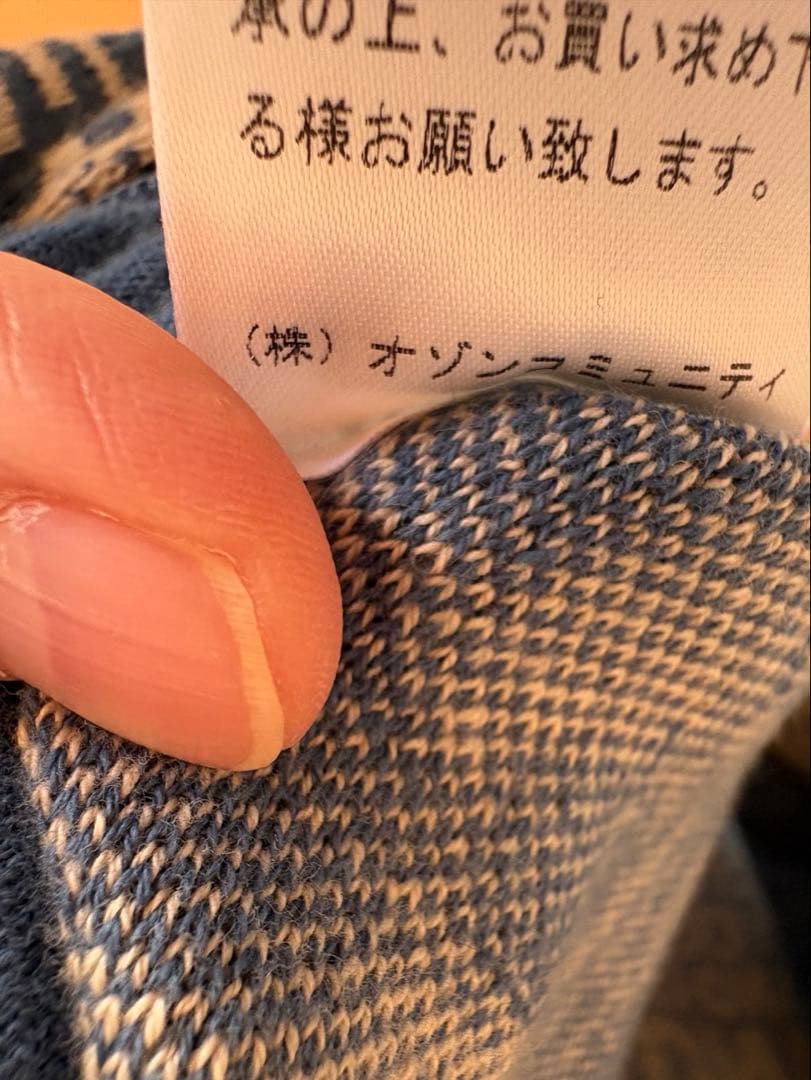 承の上、お買い求め下
る様お願い致します。
（株）オゾンコミュニティ